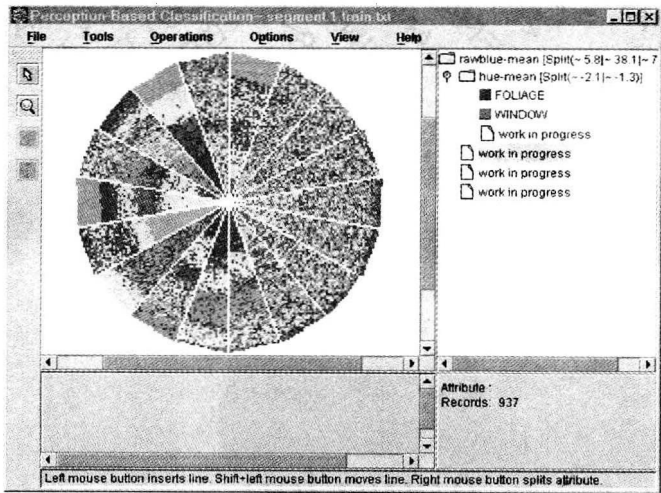 Perception-Based Classification - segment.1 train.txt
File Tools Operations Options View Help
rawblue-mean [Split(~ 5.8|~ 38.1|~ 7
hue-mean [Split(~ -2.1|~ -1.3)]
FOLIAGE
WINDOW
work in progress
work in progress
work in progress
work in progress
Attribute :
Records: 937
Left mouse button inserts line. Shift+left mouse button moves line. Right mouse button splits attribute.